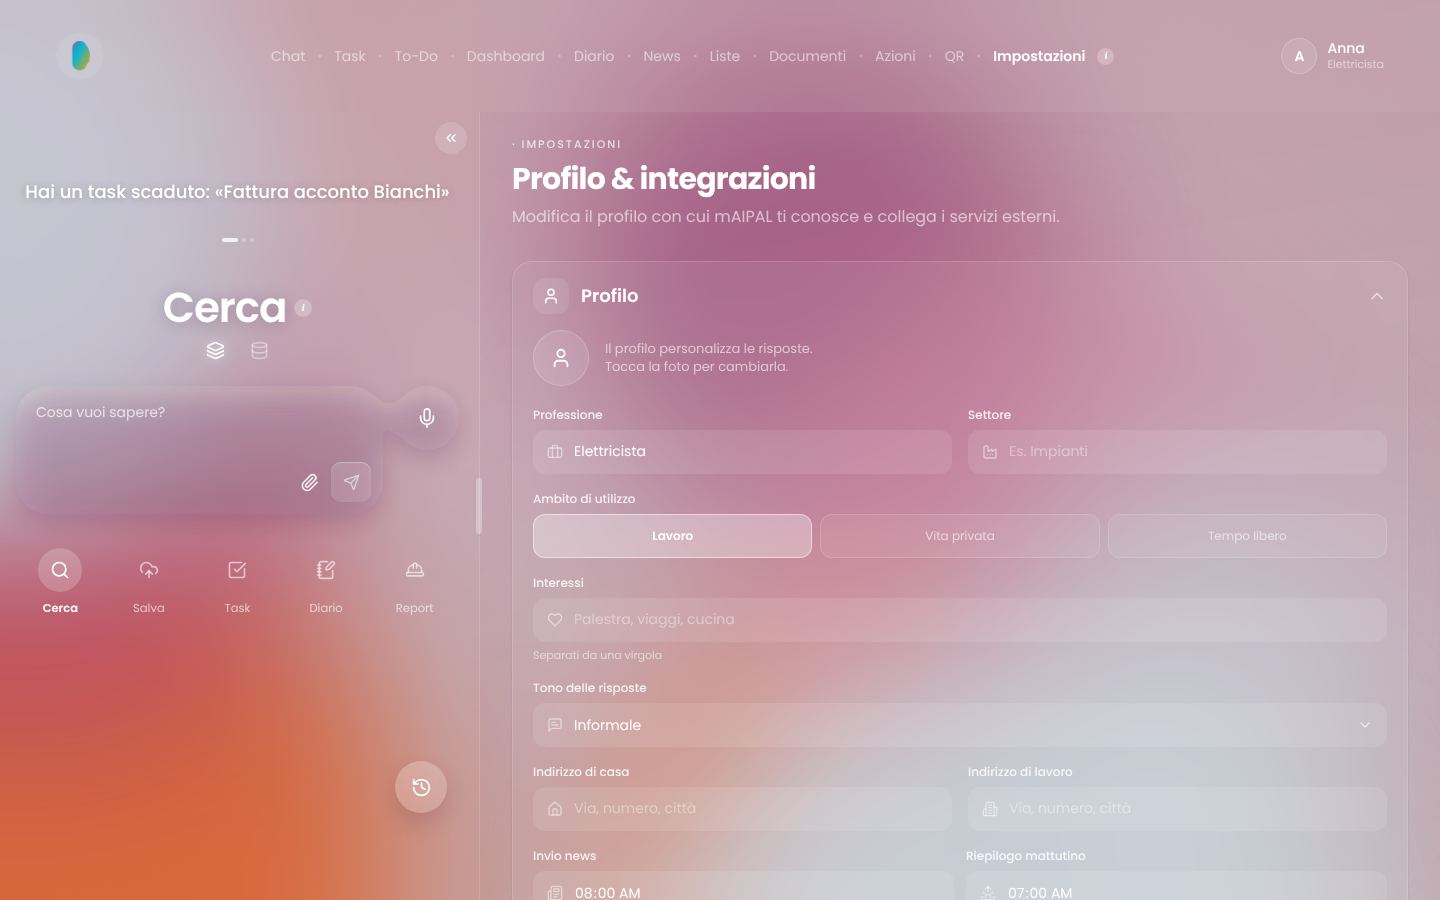 Chat • Task • To-Do • Dashboard • Diario • News • Liste • Documenti • Azioni • QR • Impostazioni i
A Anna
Elettricista
Hai un task scaduto: «Fattura acconto Bianchi»
Cerca i
Cosa vuoi sapere?
Cerca Salva Task Diario Report
· IMPOSTAZIONI
Profilo & integrazioni
Modifica il profilo con cui mAIPAL ti conosce e collega i servizi esterni.
Profilo
Il profilo personalizza le risposte.
Tocca la foto per cambiarla.
Professione Settore
Elettricista Es. Impianti
Ambito di utilizzo
Lavoro Vita privata Tempo libero
Interessi
Palestra, viaggi, cucina
Separati da una virgola
Tono delle risposte
Informale
Indirizzo di casa Indirizzo di lavoro
Via, numero, città Via, numero, città
Invio news Riepilogo mattutino
08:00 AM 07:00 AM